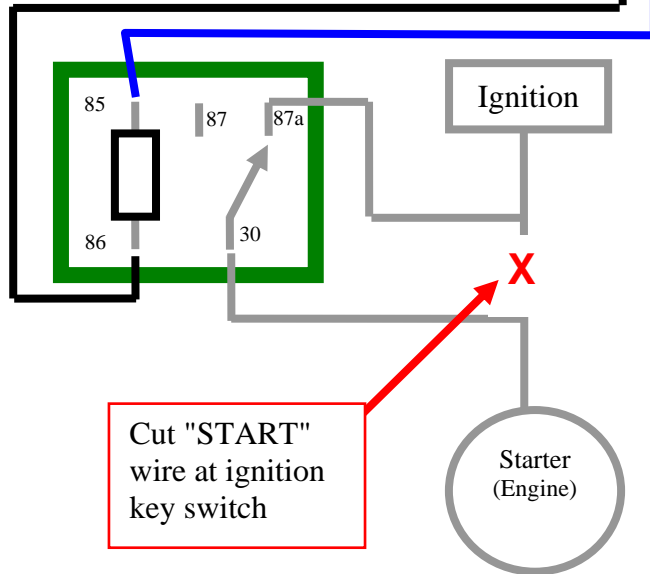 85
87
87a
Ignition
86
30
X
Cut "START"
wire at ignition
key switch
Starter
(Engine)